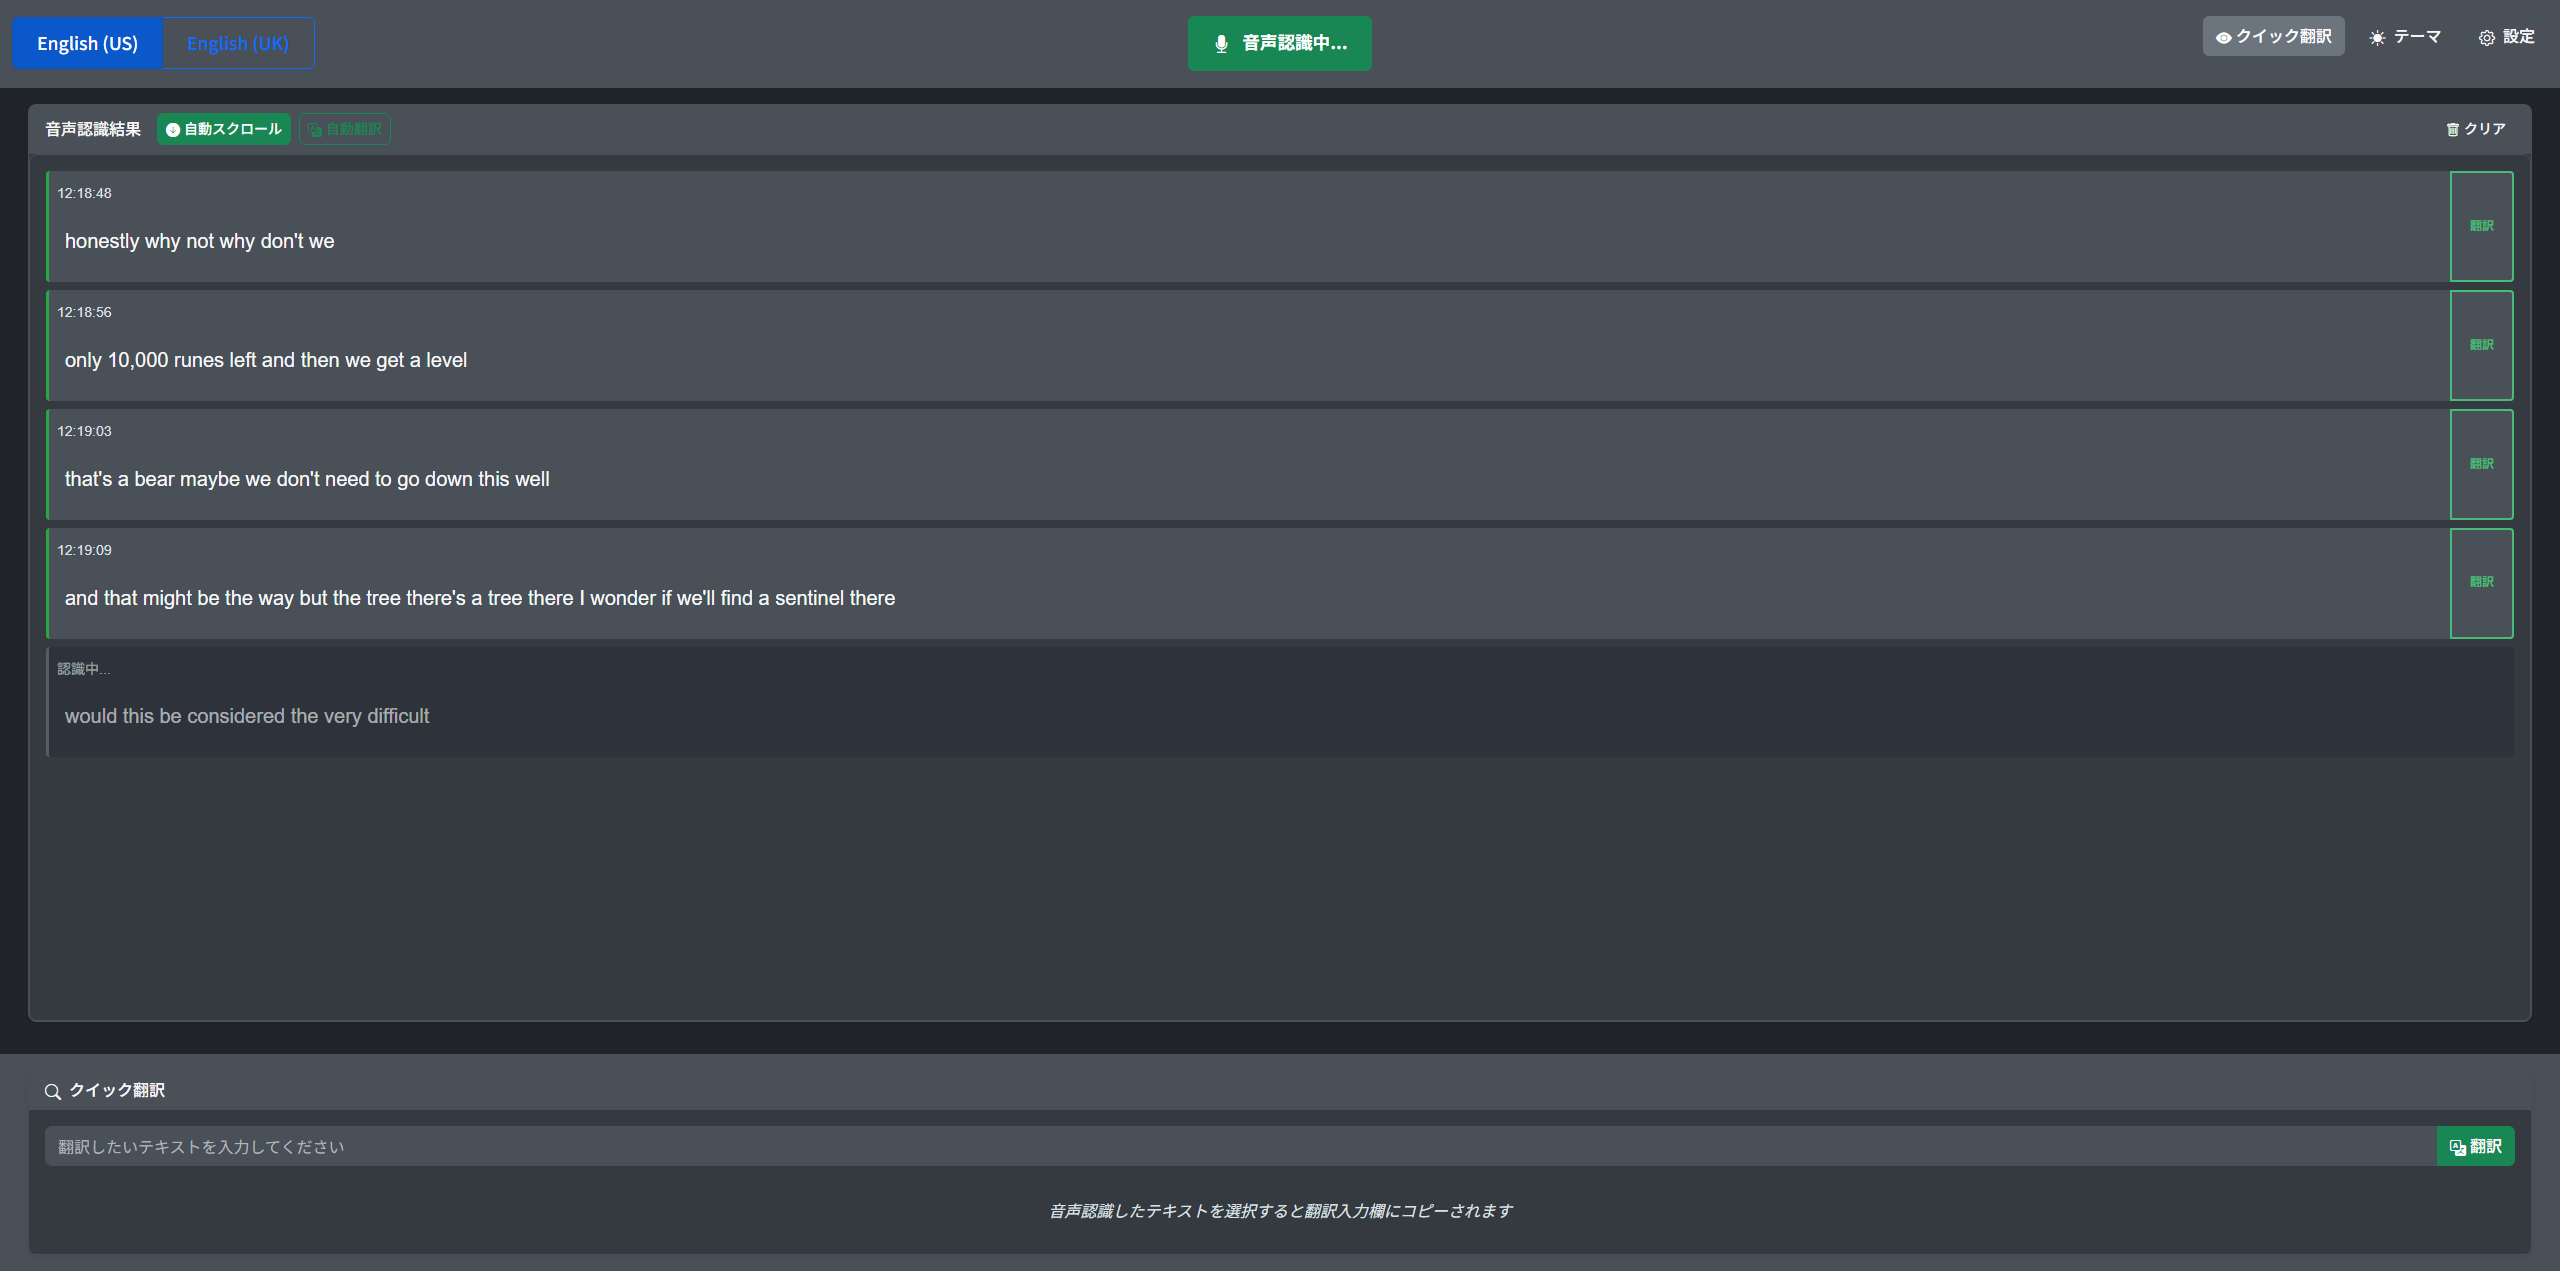 English (US)
English (UK)
音声認識中...
クイック翻訳
テーマ
設定
音声認識結果
自動スクロール
自動翻訳
クリア
12:18:48
honestly why not why don't we
翻訳
12:18:56
only 10,000 runes left and then we get a level
翻訳
12:19:03
that's a bear maybe we don't need to go down this well
翻訳
12:19:09
and that might be the way but the tree there's a tree there I wonder if we'll find a sentinel there
翻訳
認識中...
would this be considered the very difficult
クイック翻訳
翻訳したいテキストを入力してください
翻訳
音声認識したテキストを選択すると翻訳入力欄にコピーされます